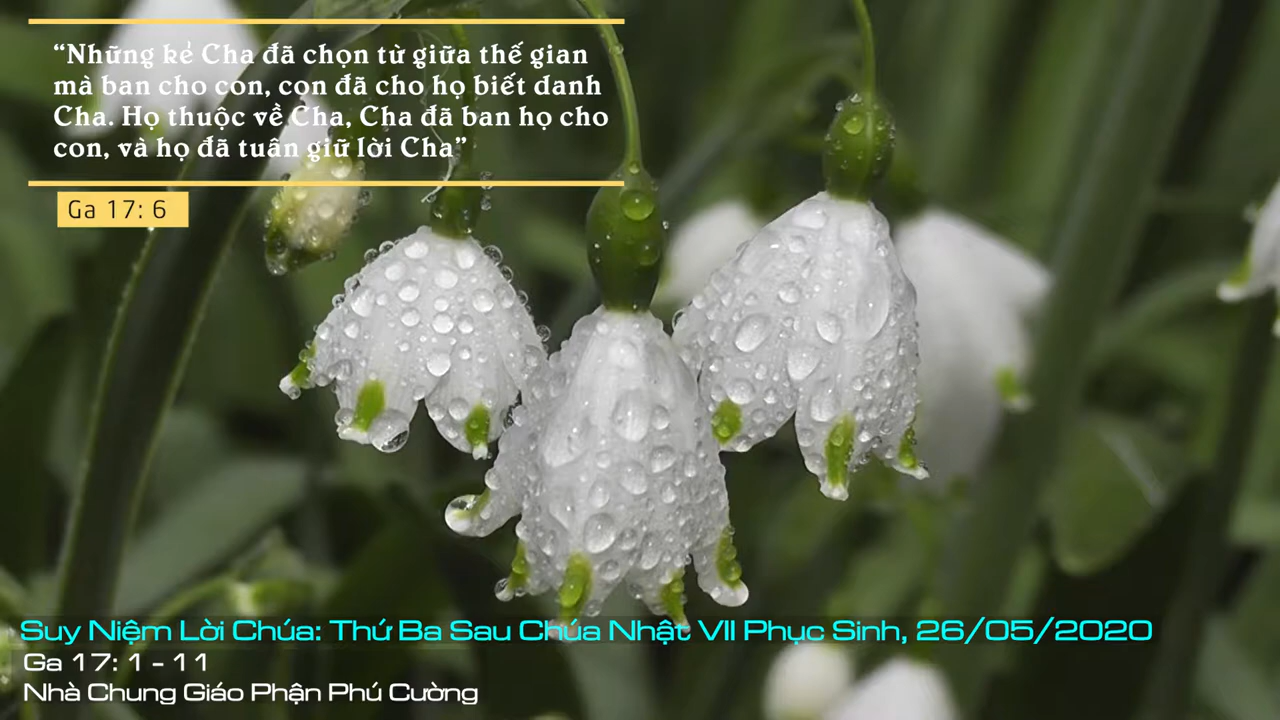 “Những kẻ Cha đã chọn từ giữa thế gian
mà ban cho con, con đã cho họ biết danh
Cha. Họ thuộc về Cha, Cha đã ban họ cho
con, và họ đã tuân giữ lời Cha”
Ga 17: 6
Suy Niệm Lời Chúa: Thứ Ba Sau Chúa Nhật VII Phục Sinh, 26/05/2020
Ga 17: 1 - 11
Nhà Chung Giáo Phận Phú Cường